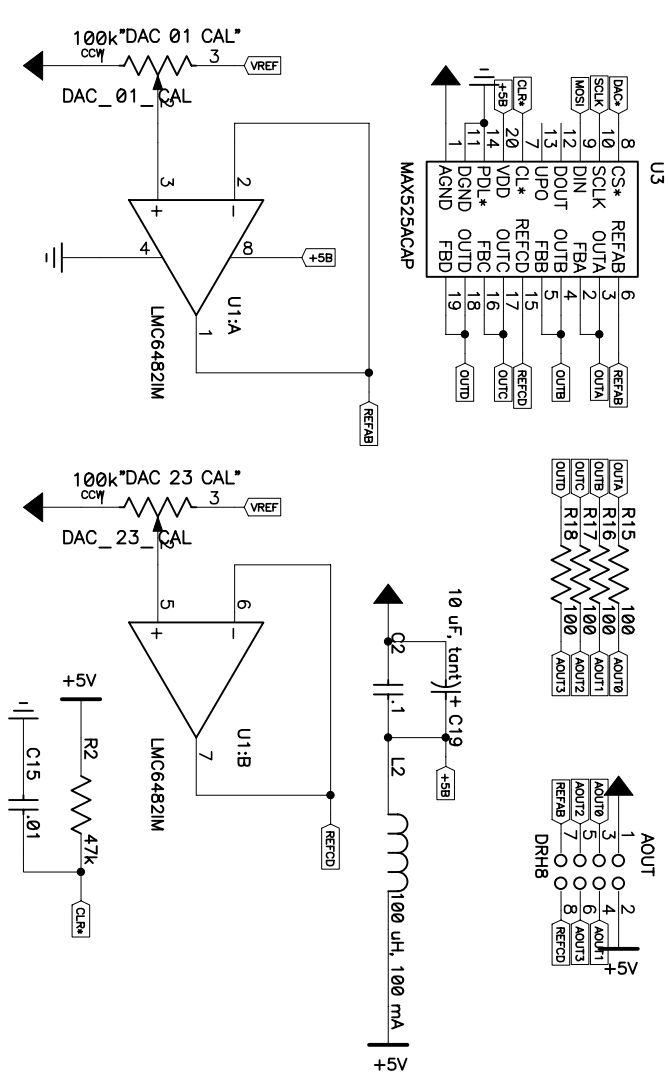 U3
DAC*
8
CS*
REFAB
6
REFAB
SCLK
10
SCLK
OUTA
3
OUTA
MOSI
9
DIN
FBA
2
12
DOUT
OUTB
4
OUTB
13
UPO
FBB
5
CLR*
7
CL*
REFCD
15
REFCD
+5B
20
VDD
OUTC
17
OUTC
14
PDL*
FBC
16
11
DGND
OUTD
18
OUTD
1
AGND
FBD
19
MAX525ACAP
OUTA
R15
100
AOUT0
OUTB
R16
100
AOUT1
OUTC
R17
100
AOUT2
OUTD
R18
100
AOUT3
AOUT
1
2
+5V
AOUT0
3
4
AOUT1
AOUT2
5
6
AOUT3
REFAB
7
8
REFCD
DRH8
100k"DAC 01 CAL"
CCW
3
VREF
DAC_01_CAL
2
3
+
2
–
4
8
+5B
1
U1:A
LMC6482IM
REFAB
100k"DAC 23 CAL"
CCW
3
VREF
DAC_23_CAL
2
5
+
6
–
7
U1:B
LMC6482IM
REFCD
10 uF, tant
+
C19
C2
.1
+5B
L2
100 uH, 100 mA
+5V
+5V
R2
47k
C15
.01
CLR*